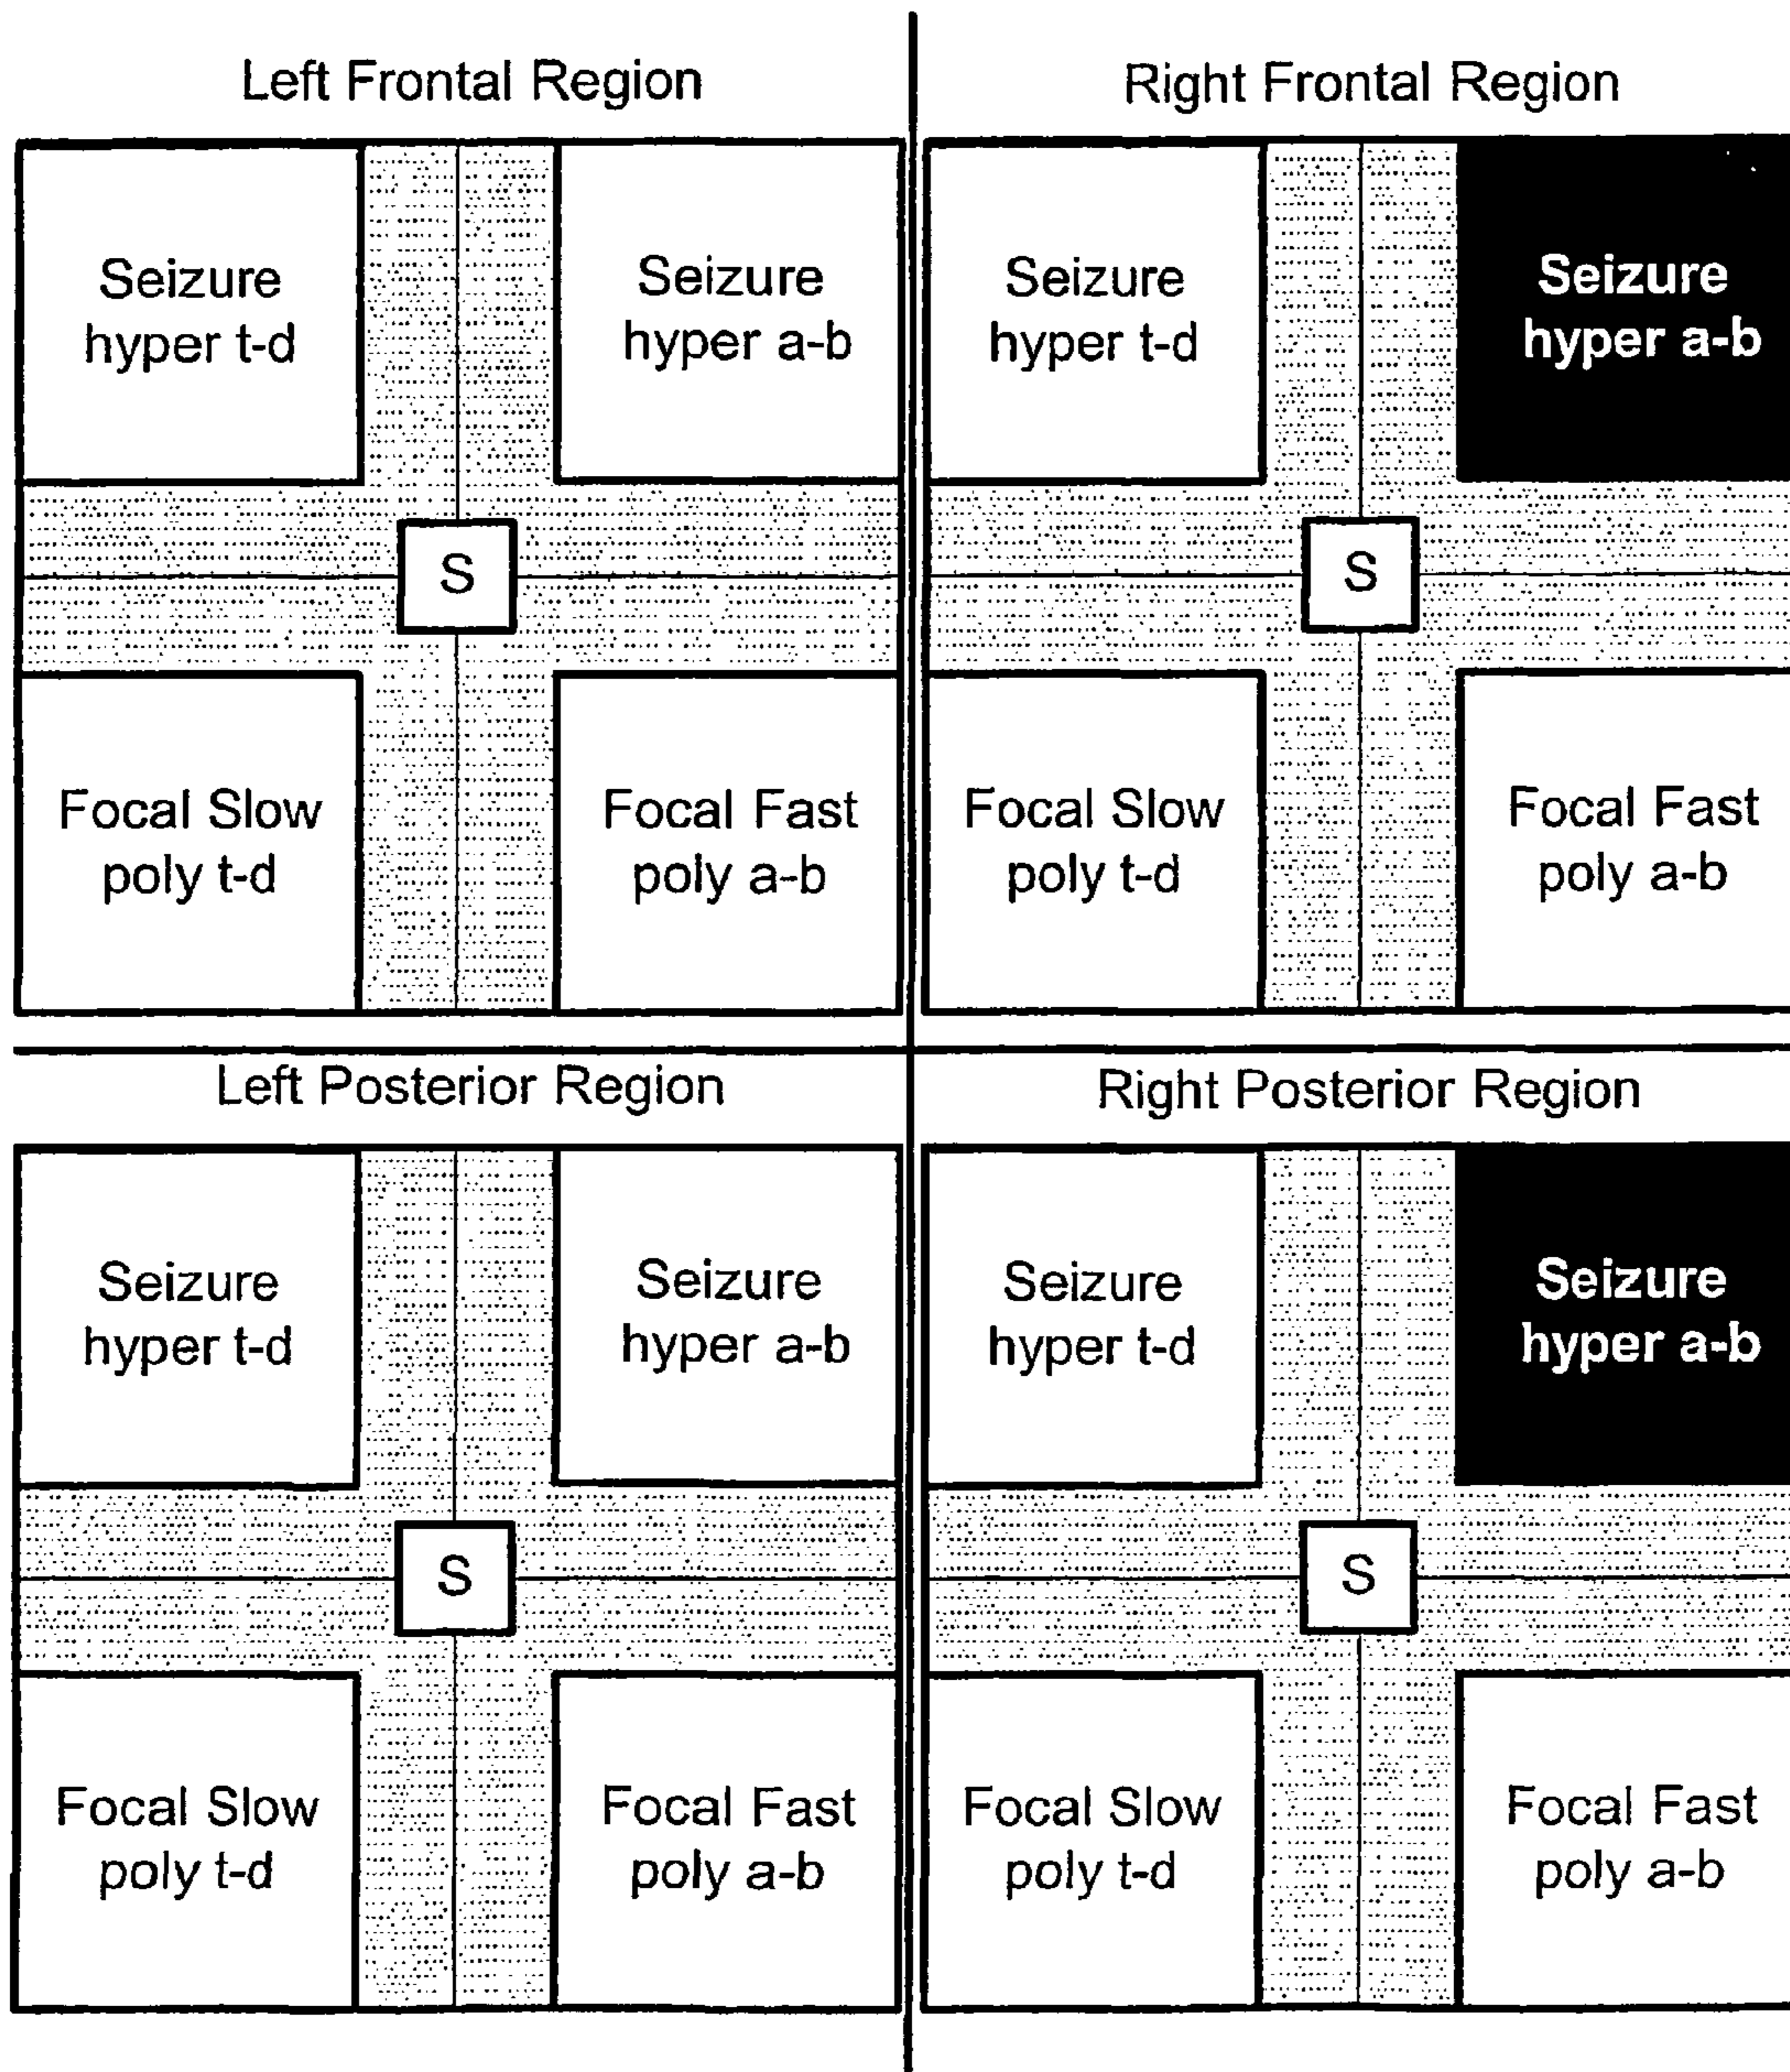 Left Frontal Region
Seizure
hyper t-d
Seizure
hyper a-b
S
Focal Slow
poly t-d
Focal Fast
poly a-b
Right Frontal Region
Seizure
hyper t-d
Seizure
hyper a-b
S
Focal Slow
poly t-d
Focal Fast
poly a-b
Left Posterior Region
Seizure
hyper t-d
Seizure
hyper a-b
S
Focal Slow
poly t-d
Focal Fast
poly a-b
Right Posterior Region
Seizure
hyper t-d
Seizure
hyper a-b
S
Focal Slow
poly t-d
Focal Fast
poly a-b